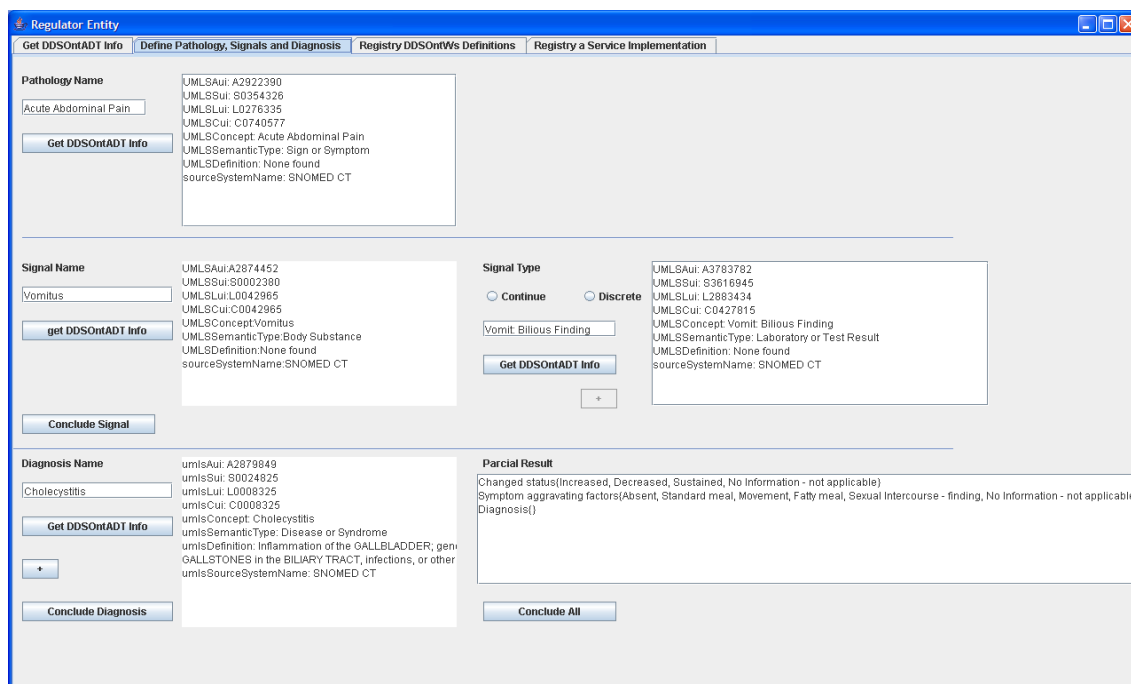 Regulator Entity
Get DDSOntADT Info
Define Pathology, Signals and Diagnosis
Registry DDSOntWs Definitions
Registry a Service Implementation
Pathology Name
Acute Abdominal Pain
Get DDSOntADT Info
UMLSAui: A2922390
UMLSSui: S0354326
UMLSLui: L0276335
UMLSCui: C0740577
UMLSConcept: Acute Abdominal Pain
UMLSSemanticType: Sign or Symptom
UMLSDefinition: None found
sourceSystemName: SNOMED CT
Signal Name
Vomitus
get DDSOntADT Info
UMLSAui:A2874452
UMLSSui:S0002380
UMLSLui:L0042965
UMLSCui:C0042965
UMLSConcept:Vomitus
UMLSSemanticType:Body Substance
UMLSDefinition:None found
sourceSystemName:SNOMED CT
Conclude Signal
Signal Type
Continue
Discrete
Vomit: Bilious Finding
Get DDSOntADT Info
+
UMLSAui: A3783782
UMLSSui: S3616945
UMLSLui: L2883434
UMLSCui: C0427815
UMLSConcept: Vomit: Bilious Finding
UMLSSemanticType: Laboratory or Test Result
UMLSDefinition: None found
sourceSystemName: SNOMED CT
Diagnosis Name
Cholecystitis
Get DDSOntADT Info
+
Conclude Diagnosis
umlsAui: A2879849
umlsSui: S0024825
umlsLui: L0008325
umlsCui: C0008325
umlsConcept: Cholecystitis
umlsSemanticType: Disease or Syndrome
umlsDefinition: Inflammation of the GALLBLADDER;
GALLSTONES in the BILIARY TRACT, infections, or other
umlsSourceSystemName: SNOMED CT
Parcial Result
Changed status{Increased, Decreased, Sustained, No Information - not applicable}
Symptom aggravating factors{Absent, Standard meal, Movement, Fatty meal, Sexual Intercourse - finding, No Information - not applicable
Diagnosis{}
Conclude All